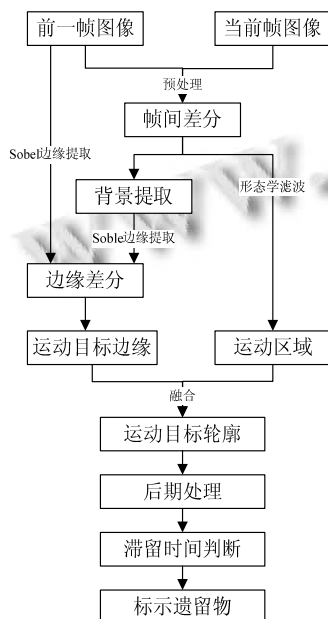 前一帧图像
当前帧图像
预处理
帧间差分
Sobel边缘提取
形态学滤波
背景提取
Soble边缘提取
边缘差分
运动目标边缘
运动区域
融合
运动目标轮廓
后期处理
滞留时间判断
标示遗留物